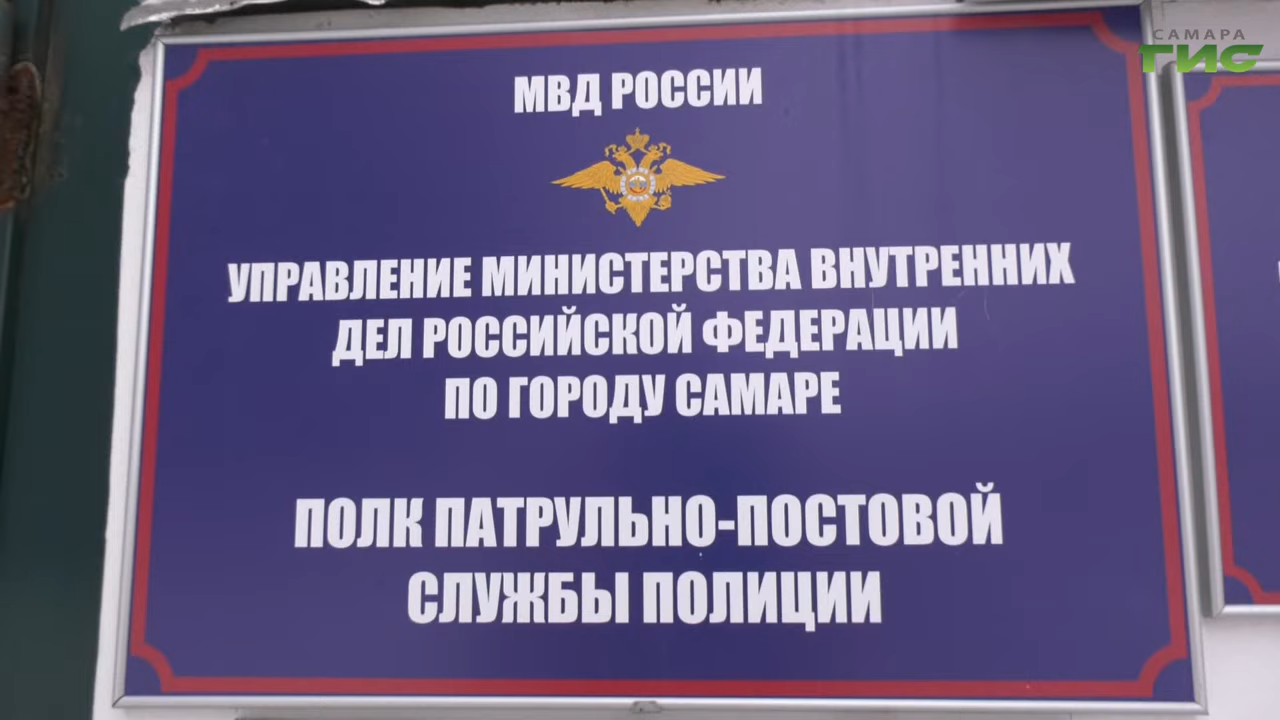 САМАРА
ГИС
МВД РОССИИ
УПРАВЛЕНИЕ МИНИСТЕРСТВА ВНУТРЕННИХ
ДЕЛ РОССИЙСКОЙ ФЕДЕРАЦИИ
ПО ГОРОДУ САМАРЕ
ПОЛК ПАТРУЛЬНО-ПОСТОВОЙ
СЛУЖБЫ ПОЛИЦИИ